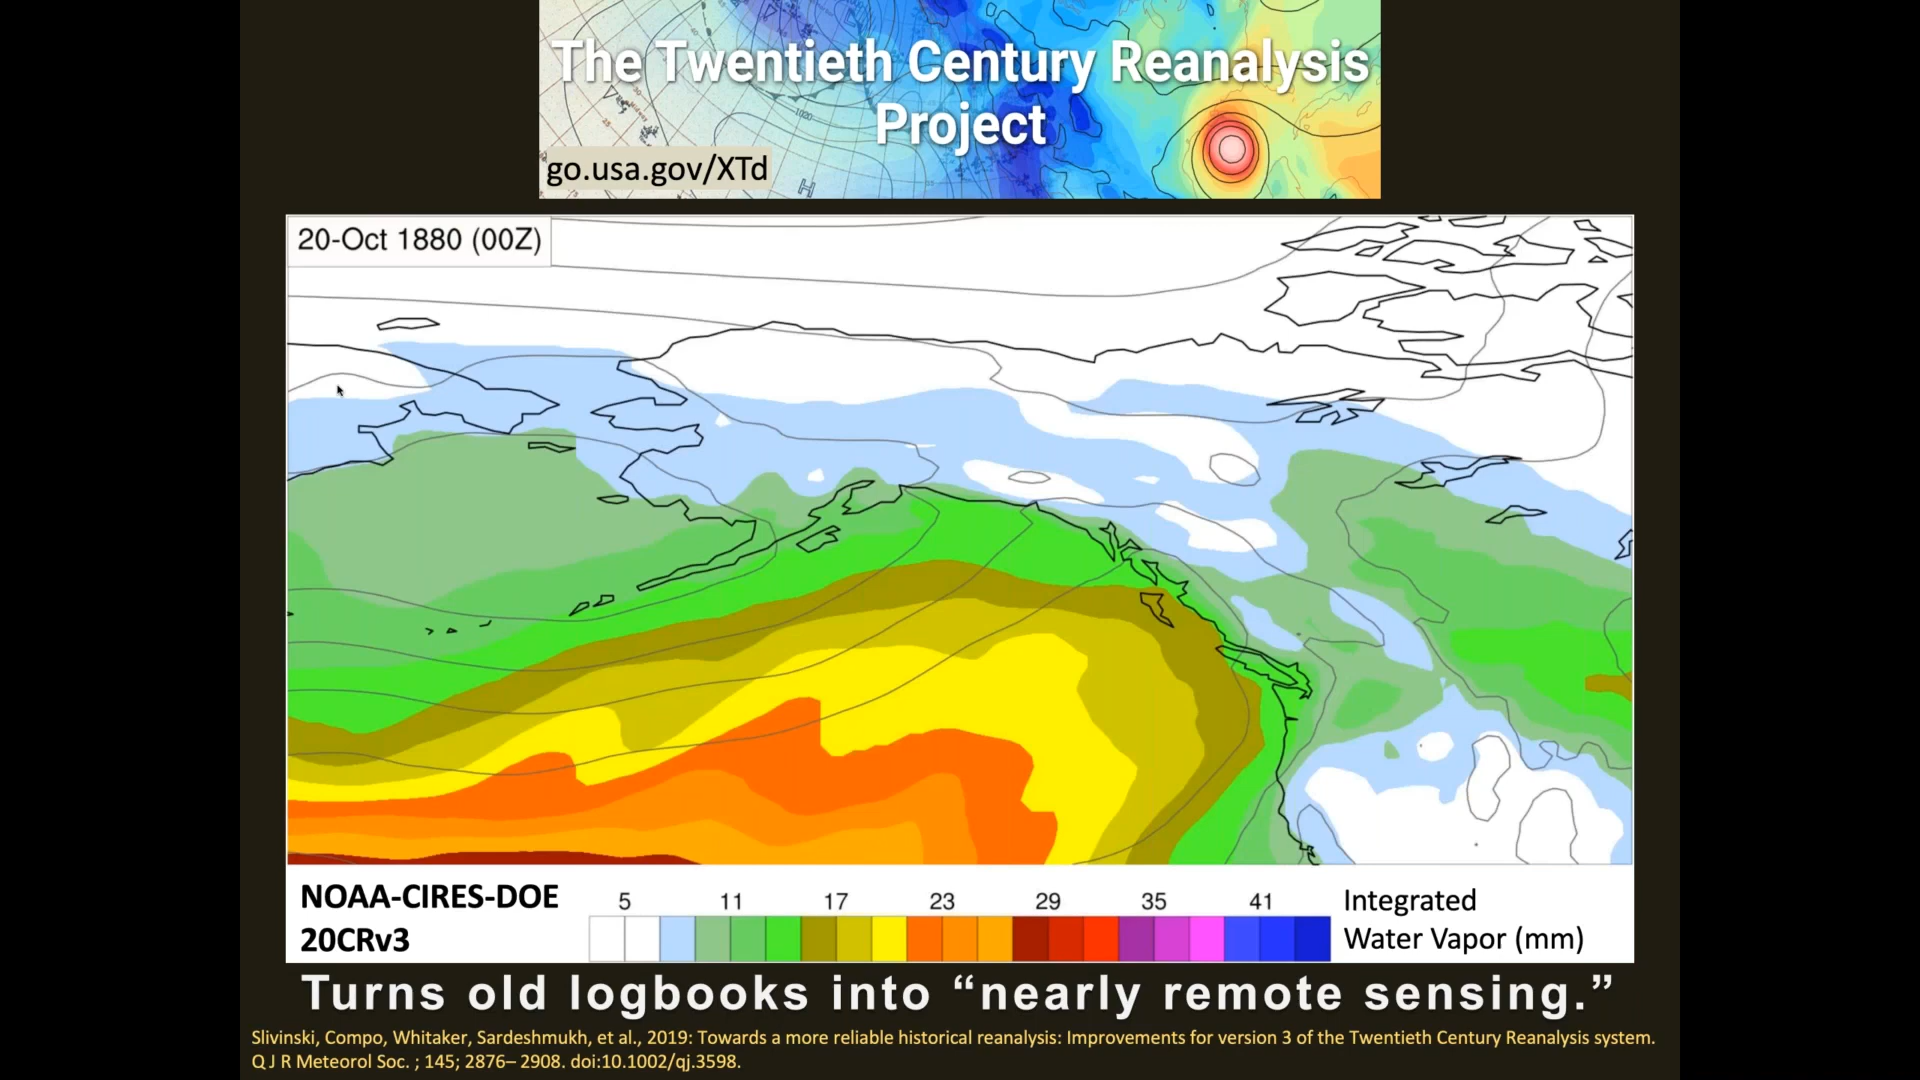 The Twentieth Century Reanalysis
Project
go.usa.gov/XTd
20-Oct 1880 (00Z)
NOAA-CIRES-DOE
20CRv3
5 11 17 23 29 35 41
Integrated
Water Vapor (mm)
Turns old logbooks into “nearly remote sensing.”
Slivinski, Compo, Whitaker, Sardeshmukh, et al., 2019: Towards a more reliable historical reanalysis: Improvements for version 3 of the Twentieth Century Reanalysis system.
Q J R Meteorol Soc. ; 145; 2876– 2908. doi:10.1002/qj.3598.